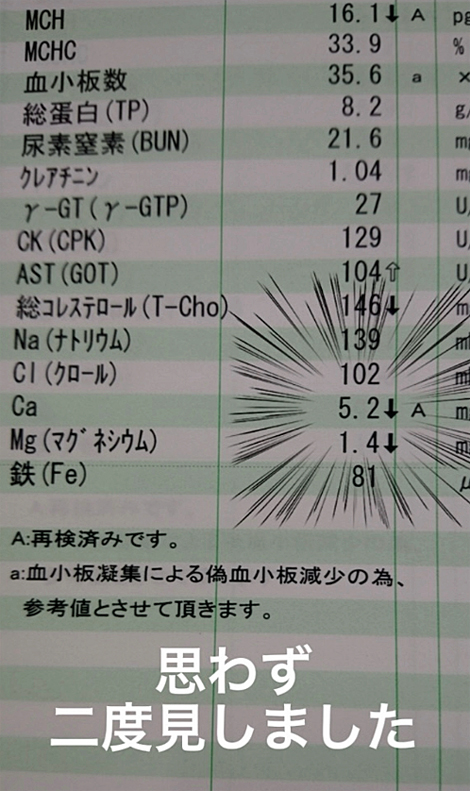 MCH 16.1⬇ A pg
MCHC 33.9 %
血小板数 35.6 a ×
総蛋白(TP) 8.2 g/
尿素窒素(BUN) 21.6 m
クレアチニン 1.04 m
γ-GT(γ-GTP) 27 U
CK(CPK) 129 U
AST(GOT) 104⇧ U
総コレステロール(T-Cho) 146⬇ m
Na(ナトリウム) 139 m
Cl(クロール) 102 m
Ca 5.2⬇ A m
Mg(マグネシウム) 1.4⬇ m
鉄(Fe) 81 μ
A:再検済みです。
a:血小板凝集による偽血小板減少の為、
参考値とさせて頂きます。
思わず
二度見しました